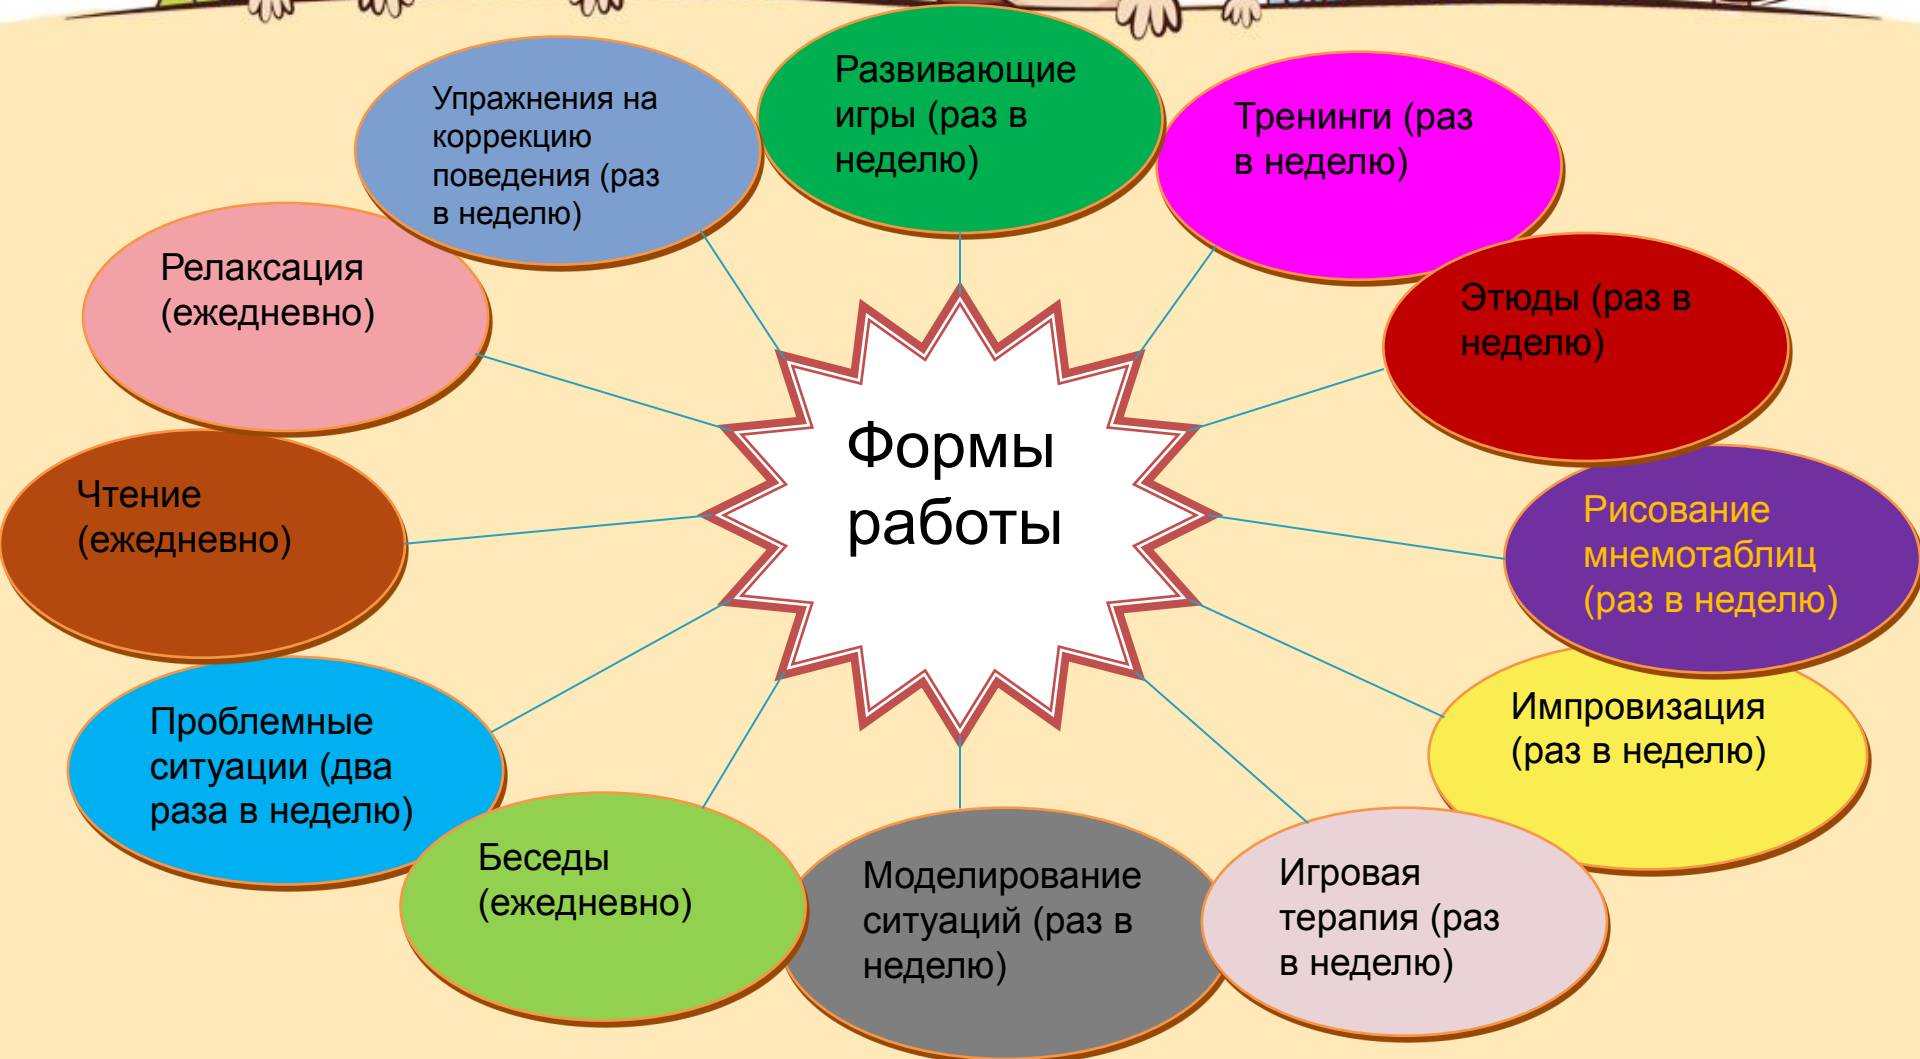 Развивающие
игры (раз в
неделю)
Упражнения на
коррекцию
поведения (раз
в неделю)
Тренинги (раз
в неделю)
Релаксация
(ежедневно)
Этюды (раз в
неделю)
Формы
работы
Чтение
(ежедневно)
Рисование
мнемотаблиц
(раз в неделю)
Проблемные
ситуации (два
раза в неделю)
Импровизация
(раз в неделю)
Беседы
(ежедневно)
Моделирование
ситуаций (раз в
неделю)
Игровая
терапия (раз
в неделю)